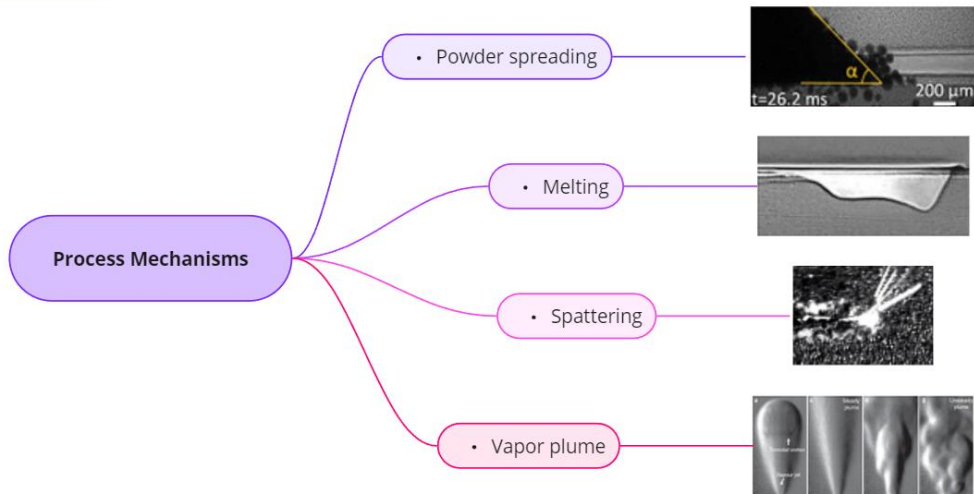 • Powder spreading
α
t=26.2 ms
200 μm
• Melting
Process Mechanisms
• Spattering
Steady
plume
Unsteady
plume
• Vapor plume